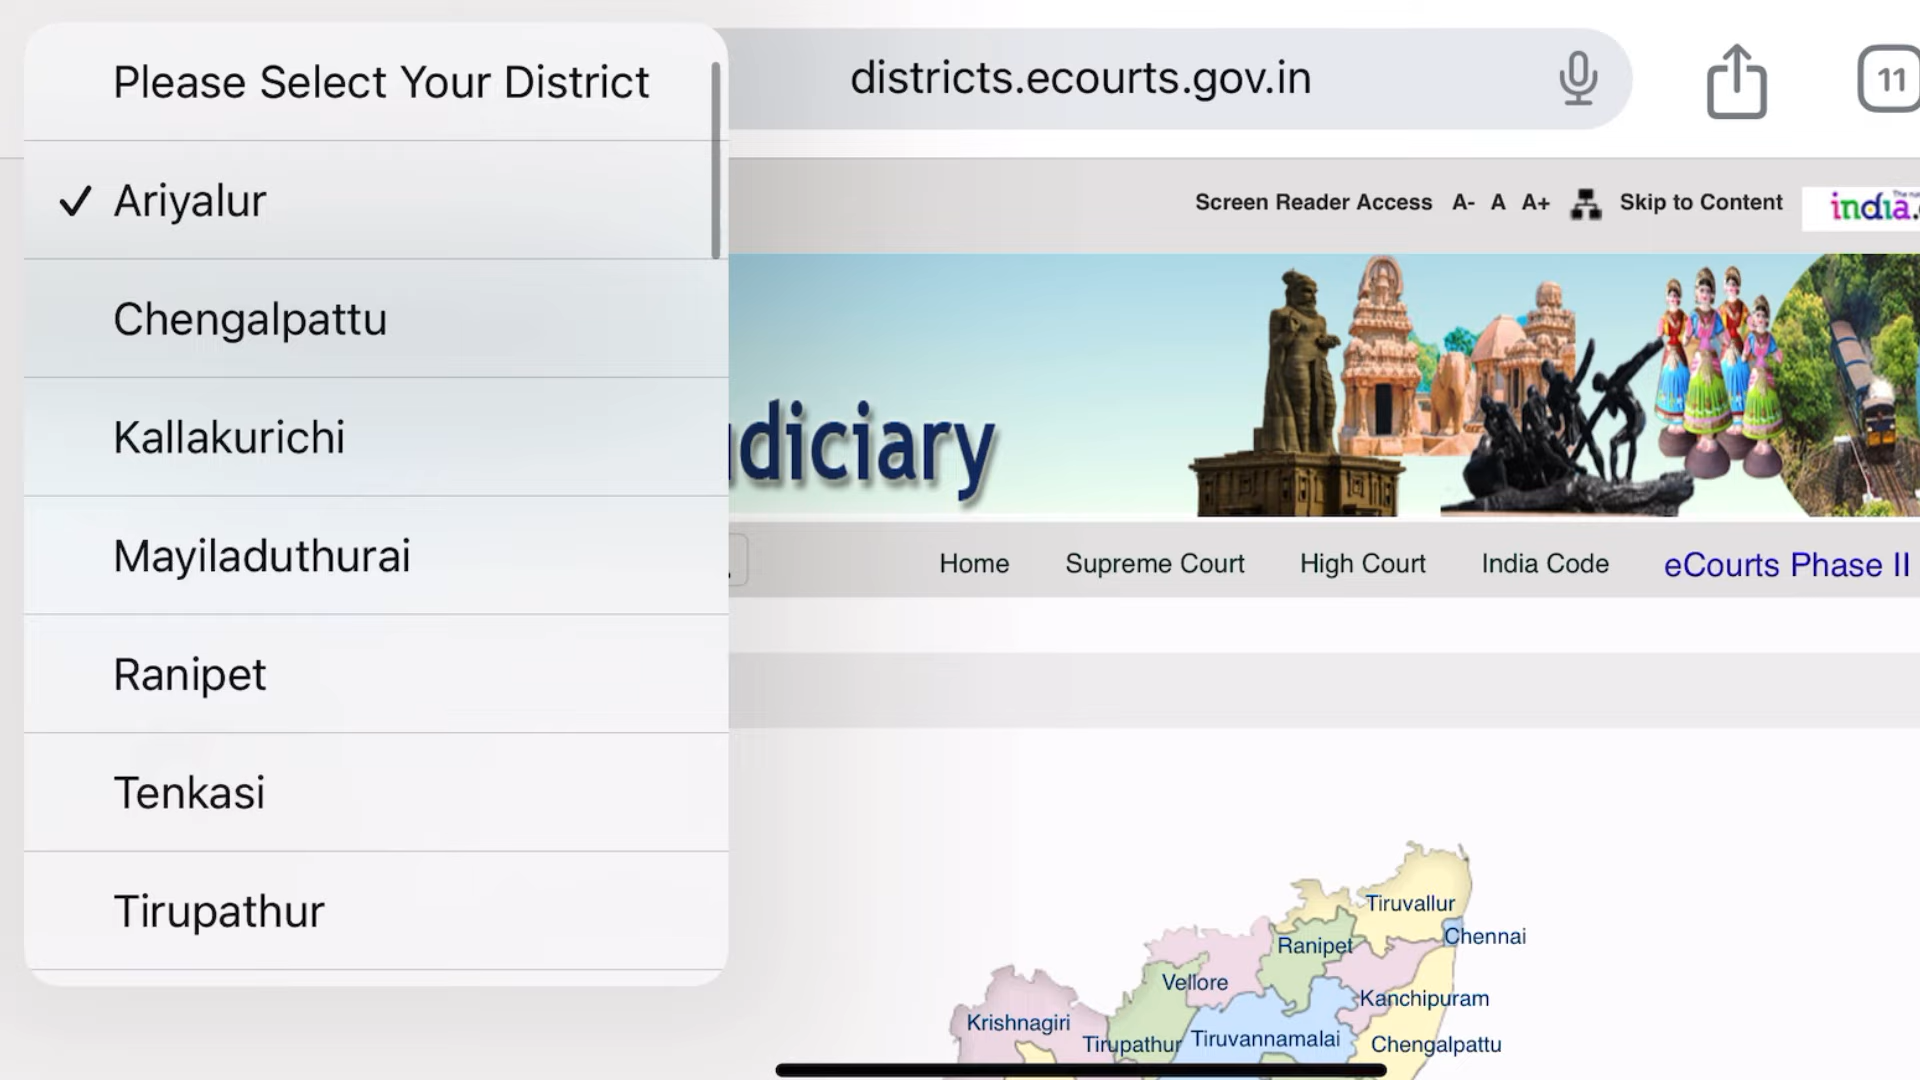 Please Select Your District
✓ Ariyalur
Chengalpattu
Kallakurichi
Mayiladuthurai
Ranipet
Tenkasi
Tirupathur
districts.ecourts.gov.in
11
Screen Reader Access A- A A+ Skip to Content
india.
diciary
Home Supreme Court High Court India Code eCourts Phase II
Tiruvallur
Chennai
Ranipet
Vellore
Kanchipuram
Krishnagiri
Tirupathur
Tiruvannamalai
Chengalpattu